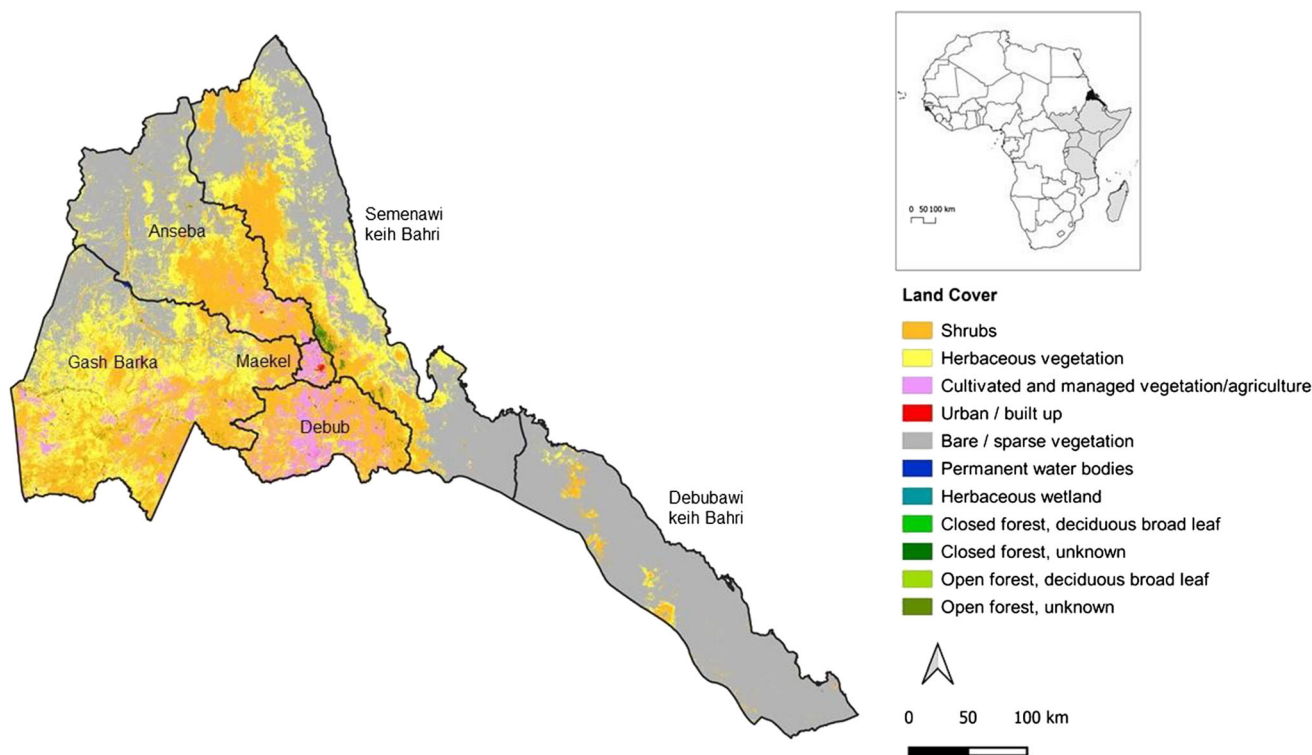 Semenawi
keih Bahri
Anseba
Gash Barka
Maekel
Debub
Debubawi
keih Bahri
0 50 100 km
Land Cover
Shrubs
Herbaceous vegetation
Cultivated and managed vegetation/agriculture
Urban / built up
Bare / sparse vegetation
Permanent water bodies
Herbaceous wetland
Closed forest, deciduous broad leaf
Closed forest, unknown
Open forest, deciduous broad leaf
Open forest, unknown
0 50 100 km